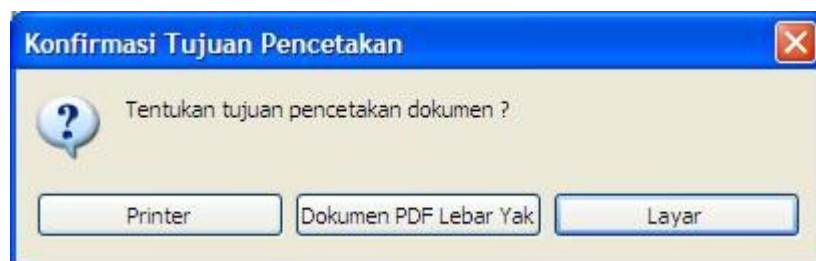 Konfirmasi Tujuan Pencetakan
Tentukan tujuan pencetakan dokumen ?
Printer
Dokumen PDF Lebar Yak
Layar